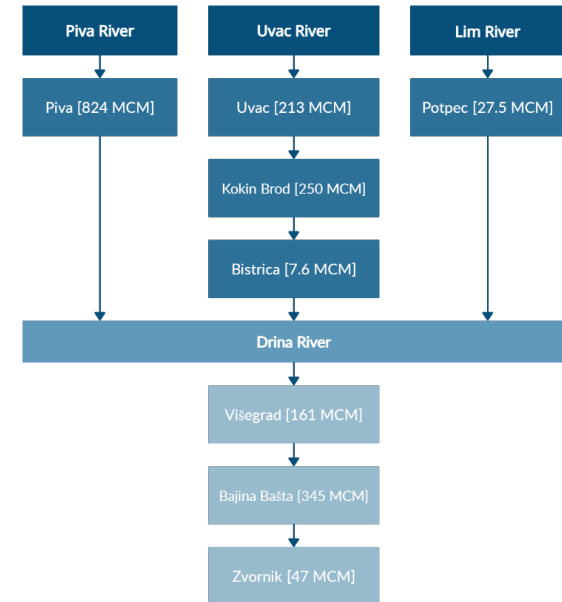 Piva River
Uvac River
Lim River
Piva [824 MCM]
Uvac [213 MCM]
Potpec [27.5 MCM]
Kokin Brod [250 MCM]
Bistrica [7.6 MCM]
Drina River
Višegrad [161 MCM]
Bajina Bašta [345 MCM]
Zvornik [47 MCM]